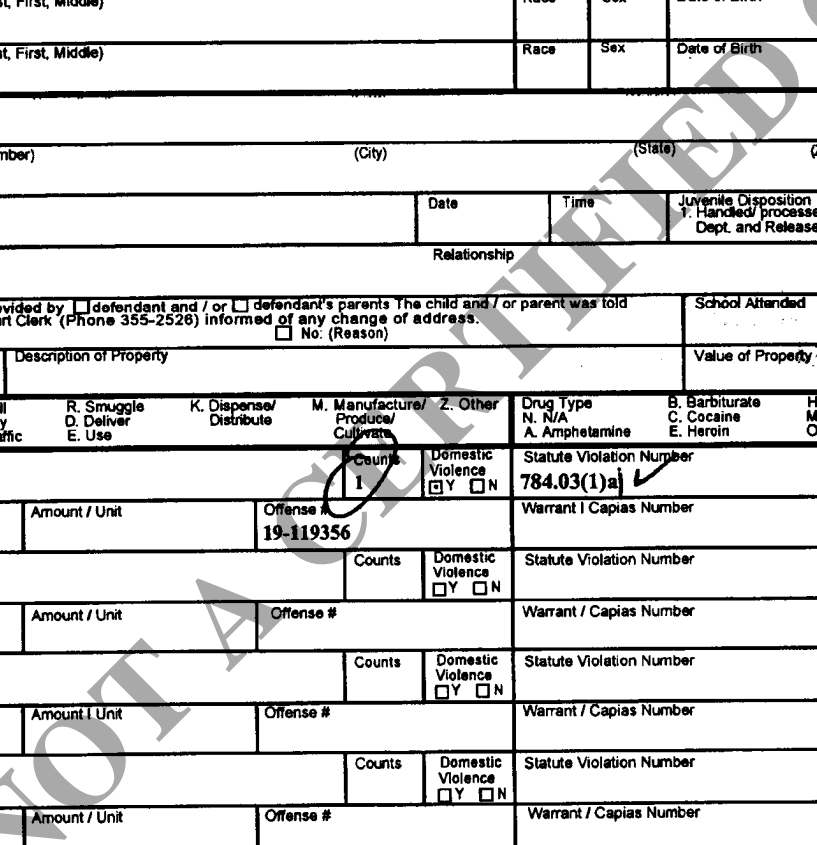 st, First, Middle) Race Sex Date of Birth
t, First, Middle) Race Sex Date of Birth
mber) (City) (State)
Date Time Juvenile Disposition
1. Handled/ processe
Dept. and Release
Relationship
ovided by ☐ defendant and / or ☐ defendant's parents The child and / or parent was told School Attended
rt Clerk (Phone 355-2526) informed of any change of address.
☐ No: (Reason)
Description of Property Value of Property
R. Smuggle K. Dispense/ M. Manufacture/ Z. Other Drug Type B. Barbiturate H
D. Deliver Distribute Produce/ N. N/A C. Cocaine M
affic E. Use Cultivate A. Amphetamine E. Heroin O
Counts Domestic Statute Violation Number
1 Violence 784.03(1)a
☒ Y ☐ N
Amount / Unit Offense # Warrant I Capias Number
19-119356
Counts Domestic Statute Violation Number
Violence
☐ Y ☐ N
Amount / Unit Offense # Warrant / Capias Number
Counts Domestic Statute Violation Number
Violence
☐ Y ☐ N
Amount I Unit Offense # Warrant / Capias Number
Counts Domestic Statute Violation Number
Violence
☐ Y ☐ N
Amount / Unit Offense # Warrant / Capias Number
NOT A CERTIFIED